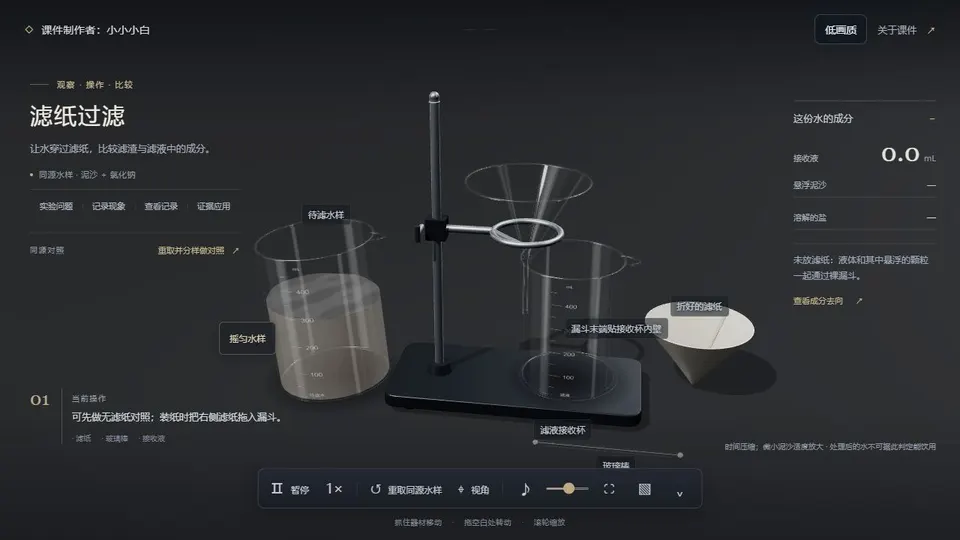 课件制作者：小小小白
低画质
关于课件 ↗
观察 · 操作 · 比较
滤纸过滤
让水穿过滤纸，比较滤渣与滤液中的成分。
• 同源水样 · 泥沙 + 氯化钠
实验问题 记录现象 查看记录 证据应用
同源对照 重取并分样做对照 ↗
待滤水样
摇匀水样
400
300
200
100
mL
400
200
100
折好的滤纸
漏斗末端贴接收杯内壁
滤液接收杯
玻璃棒
这份水的成分 −
接收液 0.0 mL
悬浮泥沙 —
溶解的盐 —
未放滤纸：液体和其中悬浮的颗粒
一起通过裸漏斗。
查看成分去向 ↗
01 当前操作
可先做无滤纸对照；装纸时把右侧滤纸拖入漏斗。
· 滤纸 · 玻璃棒 · 接收液
时间压缩；微小泥沙适度放大 · 处理后的水不可据此判定能饮用
暂停 1× 重取同源水样 视角
抓住器材移动 · 拖空白处转动 · 滚轮缩放